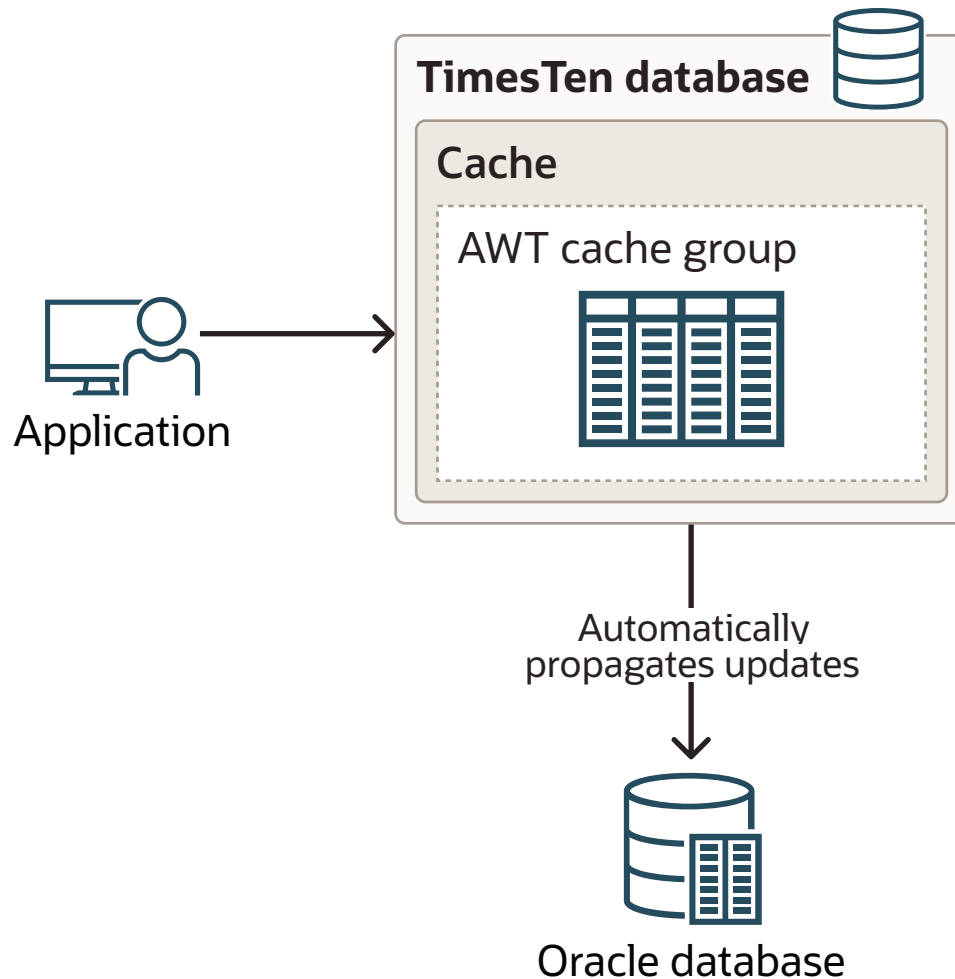 TimesTen database
Cache
AWT cache group
Application
Automatically
propagates updates
Oracle database